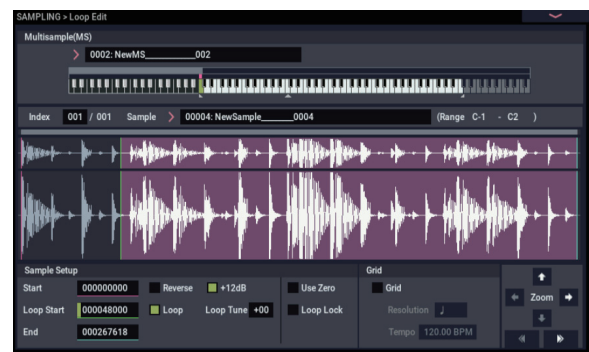 SAMPLING > Loop Edit
Multisample(MS)
0002: NewMS_________002
Index 001 / 001 Sample 00004: NewSample______0004 (Range C-1 - C2 )
Sample Setup Grid
Start 000000000 Reverse +12dB Use Zero Grid
Loop Start 000048000 Loop Loop Tune +00 Loop Lock Resolution ♩ Zoom
End 000267618 Tempo 120.00 BPM